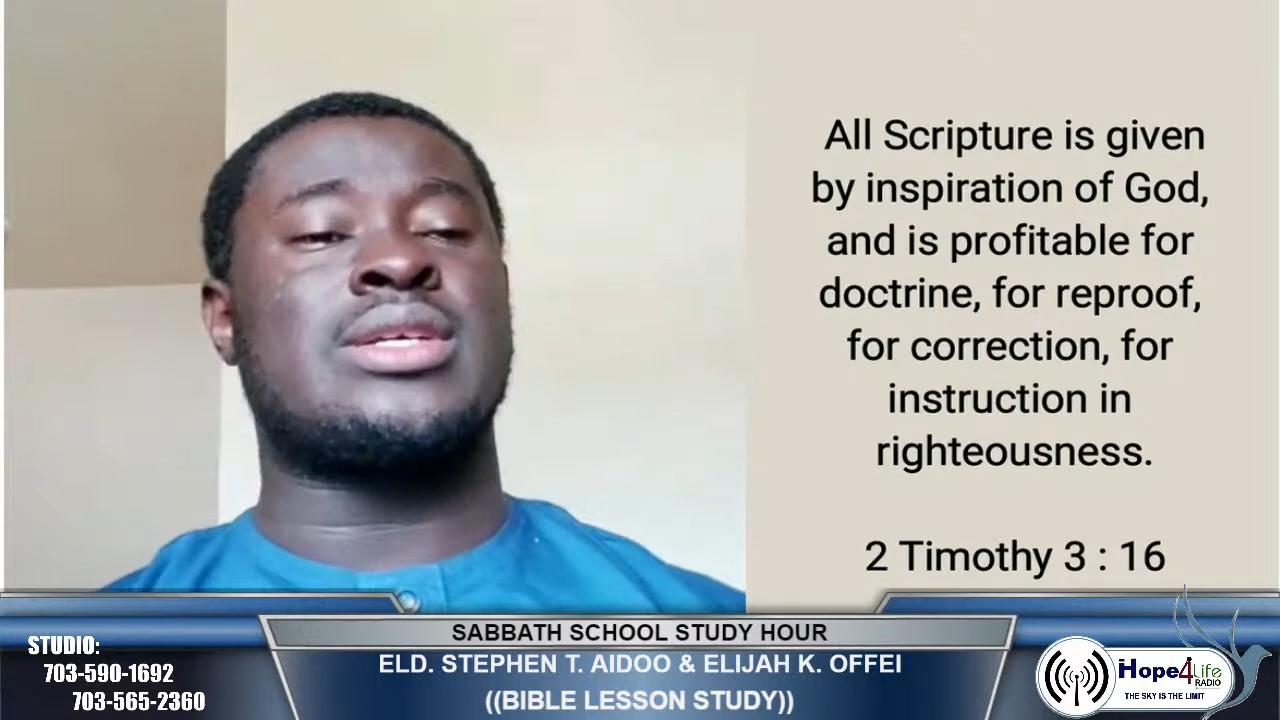 All Scripture is given
by inspiration of God,
and is profitable for
doctrine, for reproof,
for correction, for
instruction in
righteousness.
2 Timothy 3 : 16
STUDIO:
703-590-1692
703-565-2360
SABBATH SCHOOL STUDY HOUR
ELD. STEPHEN T. AIDOO & ELIJAH K. OFFEI
((BIBLE LESSON STUDY))
Hope4Life
RADIO
THE SKY IS THE LIMIT